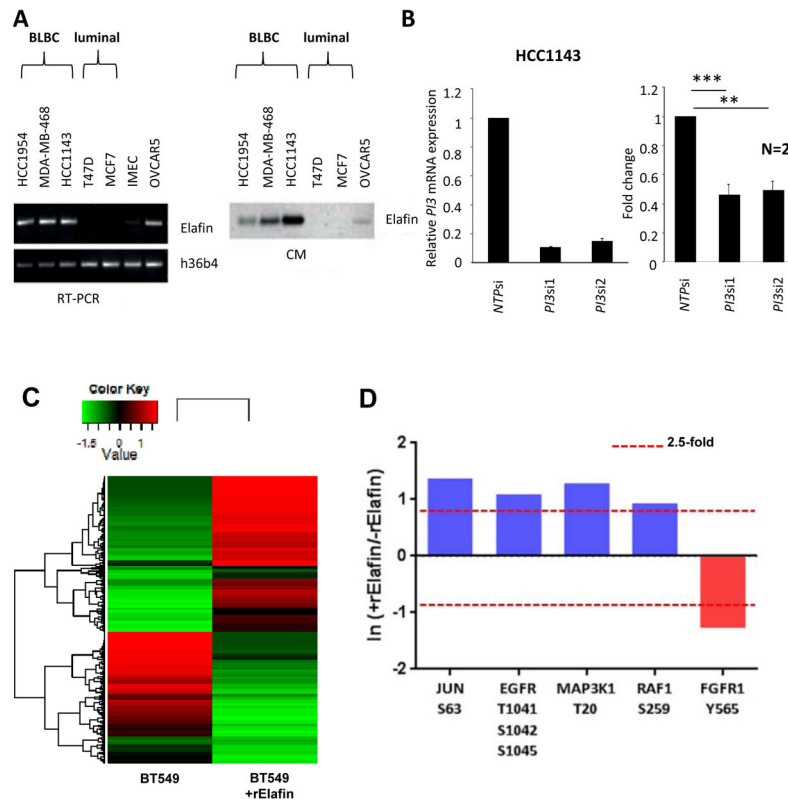 A
BLBC
luminal
HCC1954
MDA-MB-468
HCC1143
T47D
MCF7
IMEC
OVCAR5
Elafin
h36b4
RT-PCR
BLBC
luminal
HCC1954
MDA-MB-468
HCC1143
T47D
MCF7
OVCAR5
Elafin
CM
B
HCC1143
Relative PI3 mRNA expression
1.2
1
0.8
0.6
0.4
0.2
0
NTPsi
PI3si1
PI3si2
Fold change
1.2
1
0.8
0.6
0.4
0.2
0
***
**
N=2
NTPsi
PI3si1
PI3si2
C
Color Key
-1.5 0 1
Value
BT549
BT549
+rElafin
D
2.5-fold
ln (+rElafin/-rElafin)
2
1
0
-1
-2
JUN
S63
EGFR
T1041
S1042
S1045
MAP3K1
T20
RAF1
S259
FGFR1
Y565